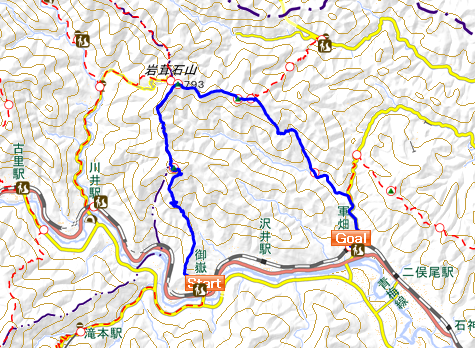 岩茸石山
793
古里駅
川井駅
御嶽
沢井駅
軍畑
Goal
Start
二俣尾駅
青梅線
石神
滝本駅